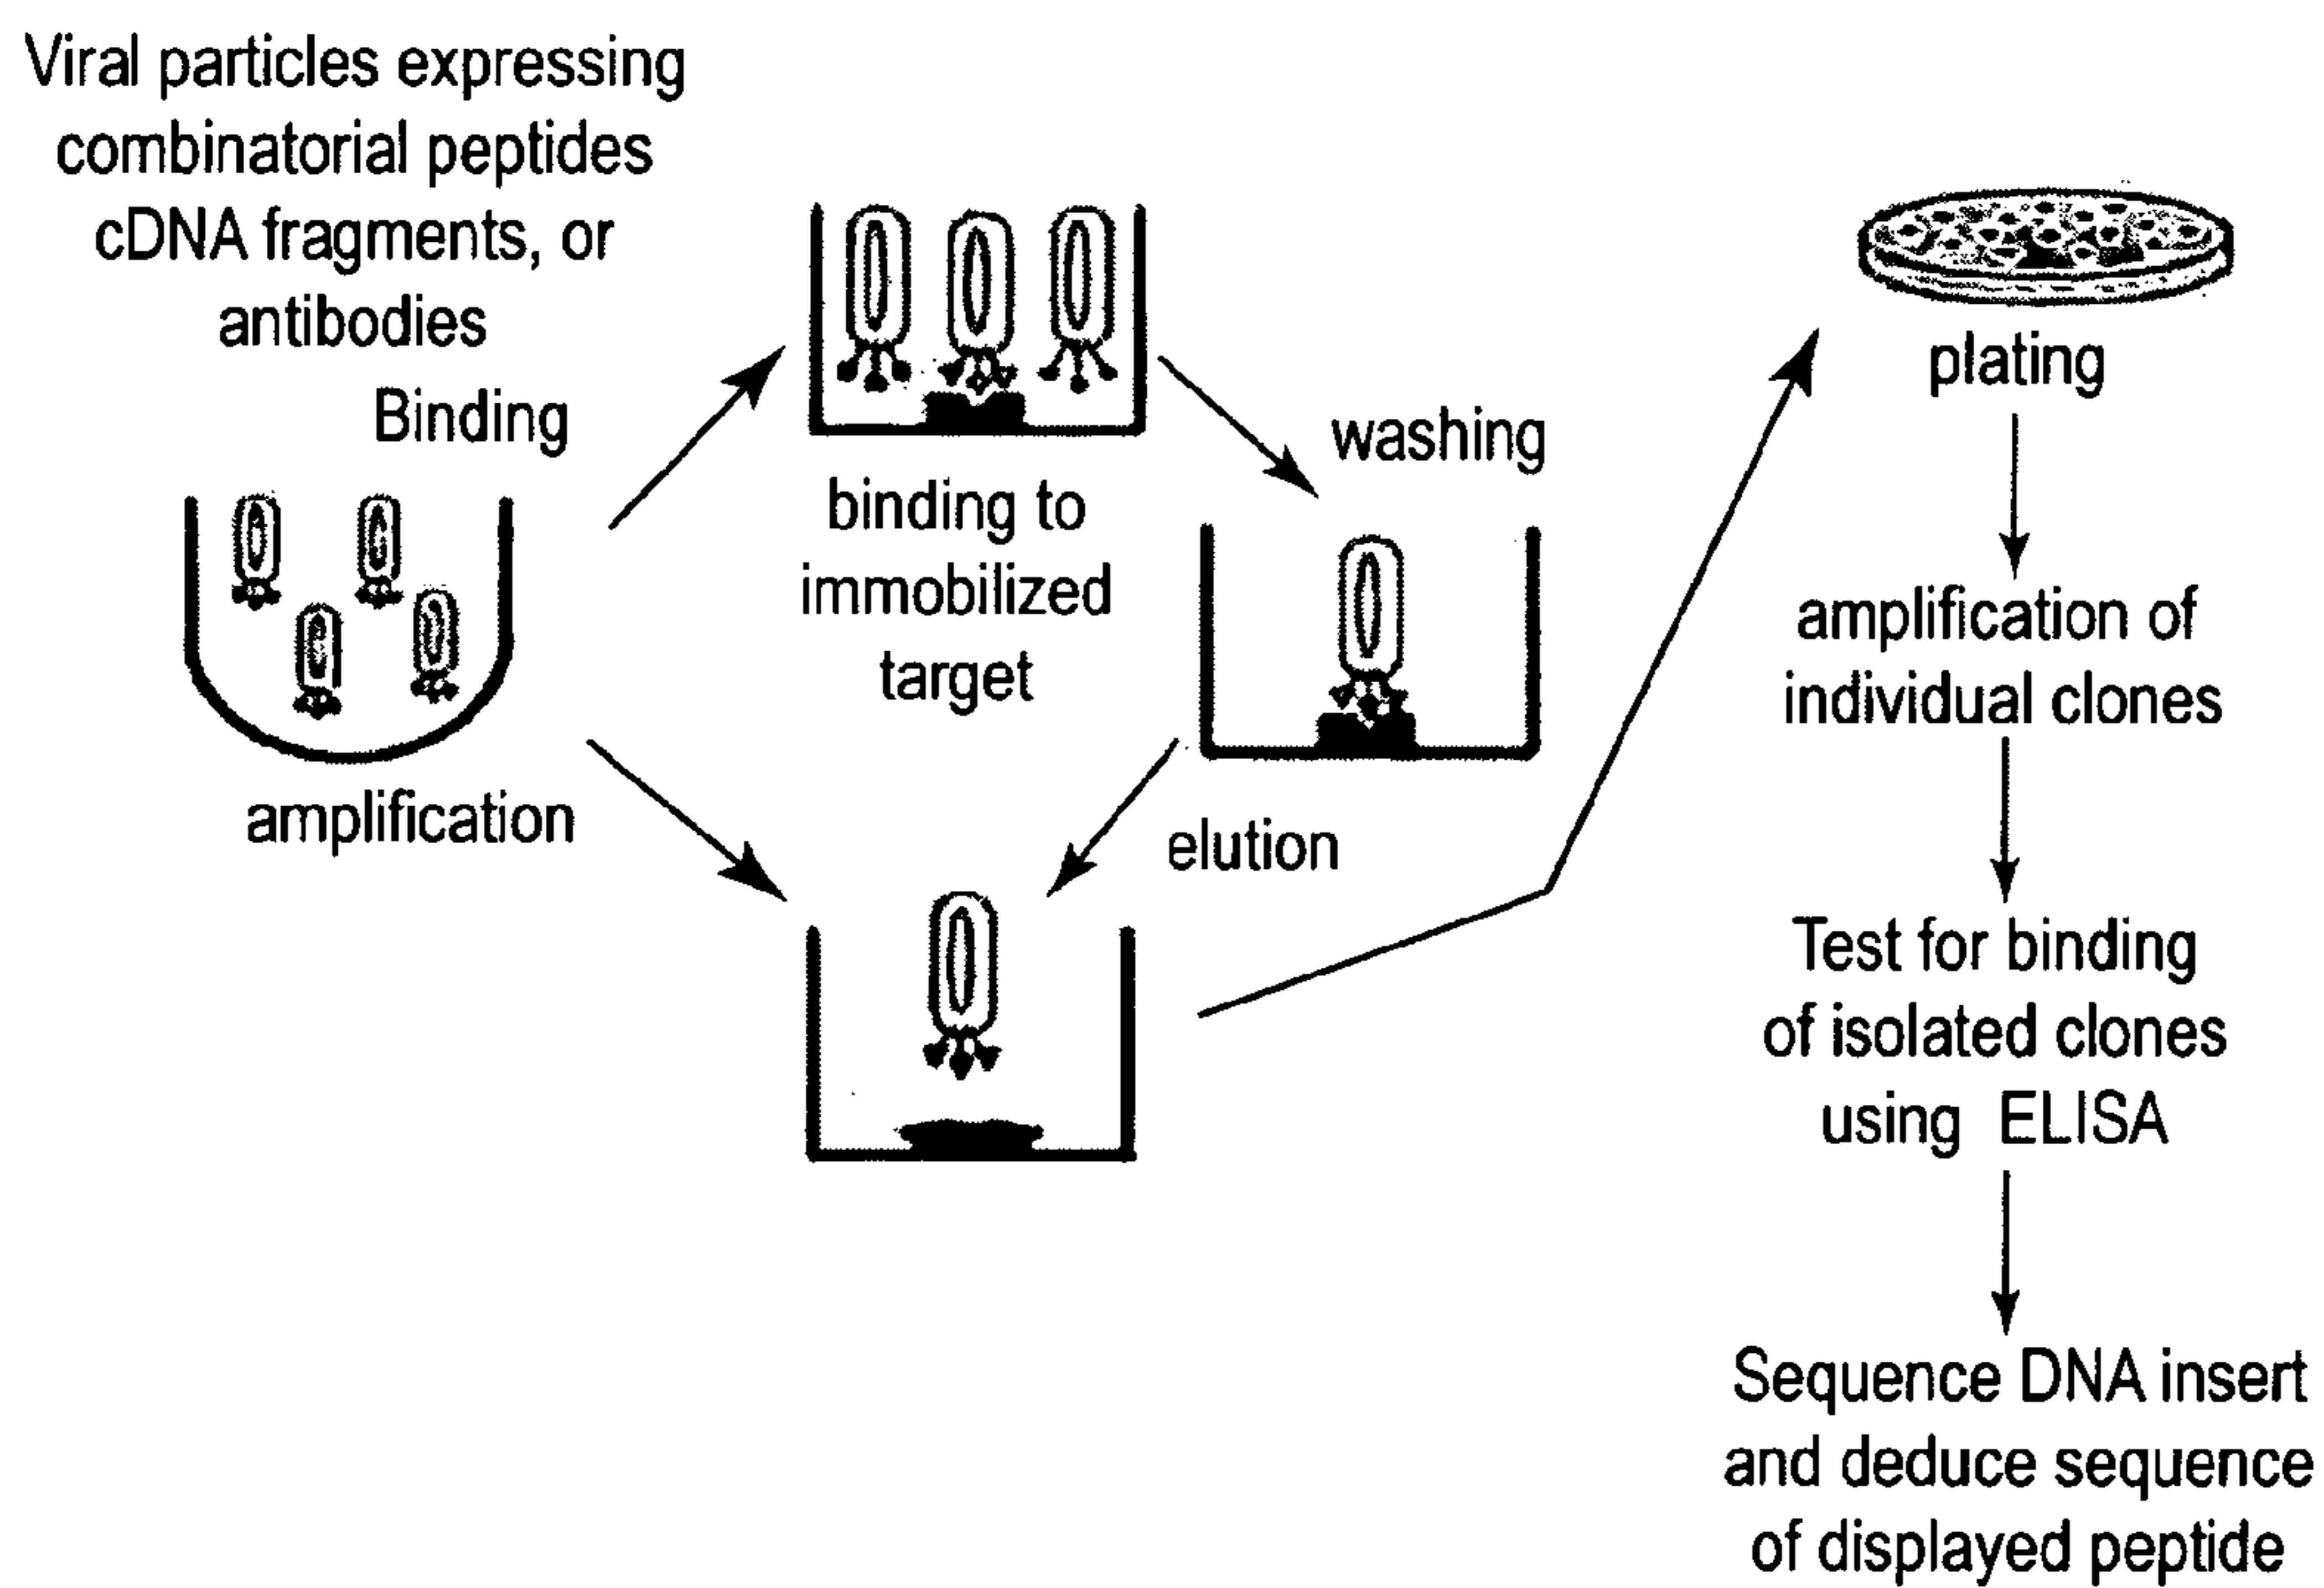 Viral particles expressing
combinatorial peptides
cDNA fragments, or
antibodies
Binding
amplification
binding to
immobilized
target
washing
elution
plating
amplification of
individual clones
Test for binding
of isolated clones
using ELISA
Sequence DNA insert
and deduce sequence
of displayed peptide